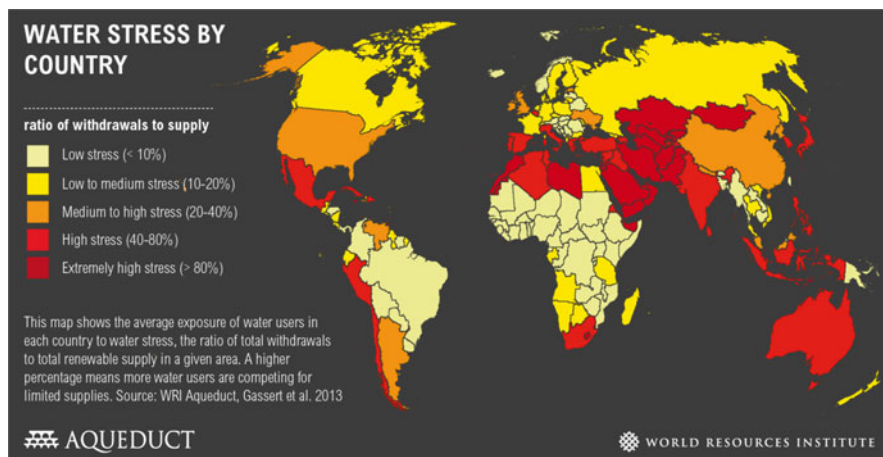 WATER STRESS BY
COUNTRY
ratio of withdrawals to supply
Low stress (< 10%)
Low to medium stress (10-20%)
Medium to high stress (20-40%)
High stress (40-80%)
Extremely high stress (> 80%)
This map shows the average exposure of water users in
each country to water stress, the ratio of total withdrawals
to total renewable supply in a given area. A higher
percentage means more water users are competing for
limited supplies. Source: WRI Aqueduct, Gassert et al. 2013
AQUEDUCT
WORLD RESOURCES INSTITUTE